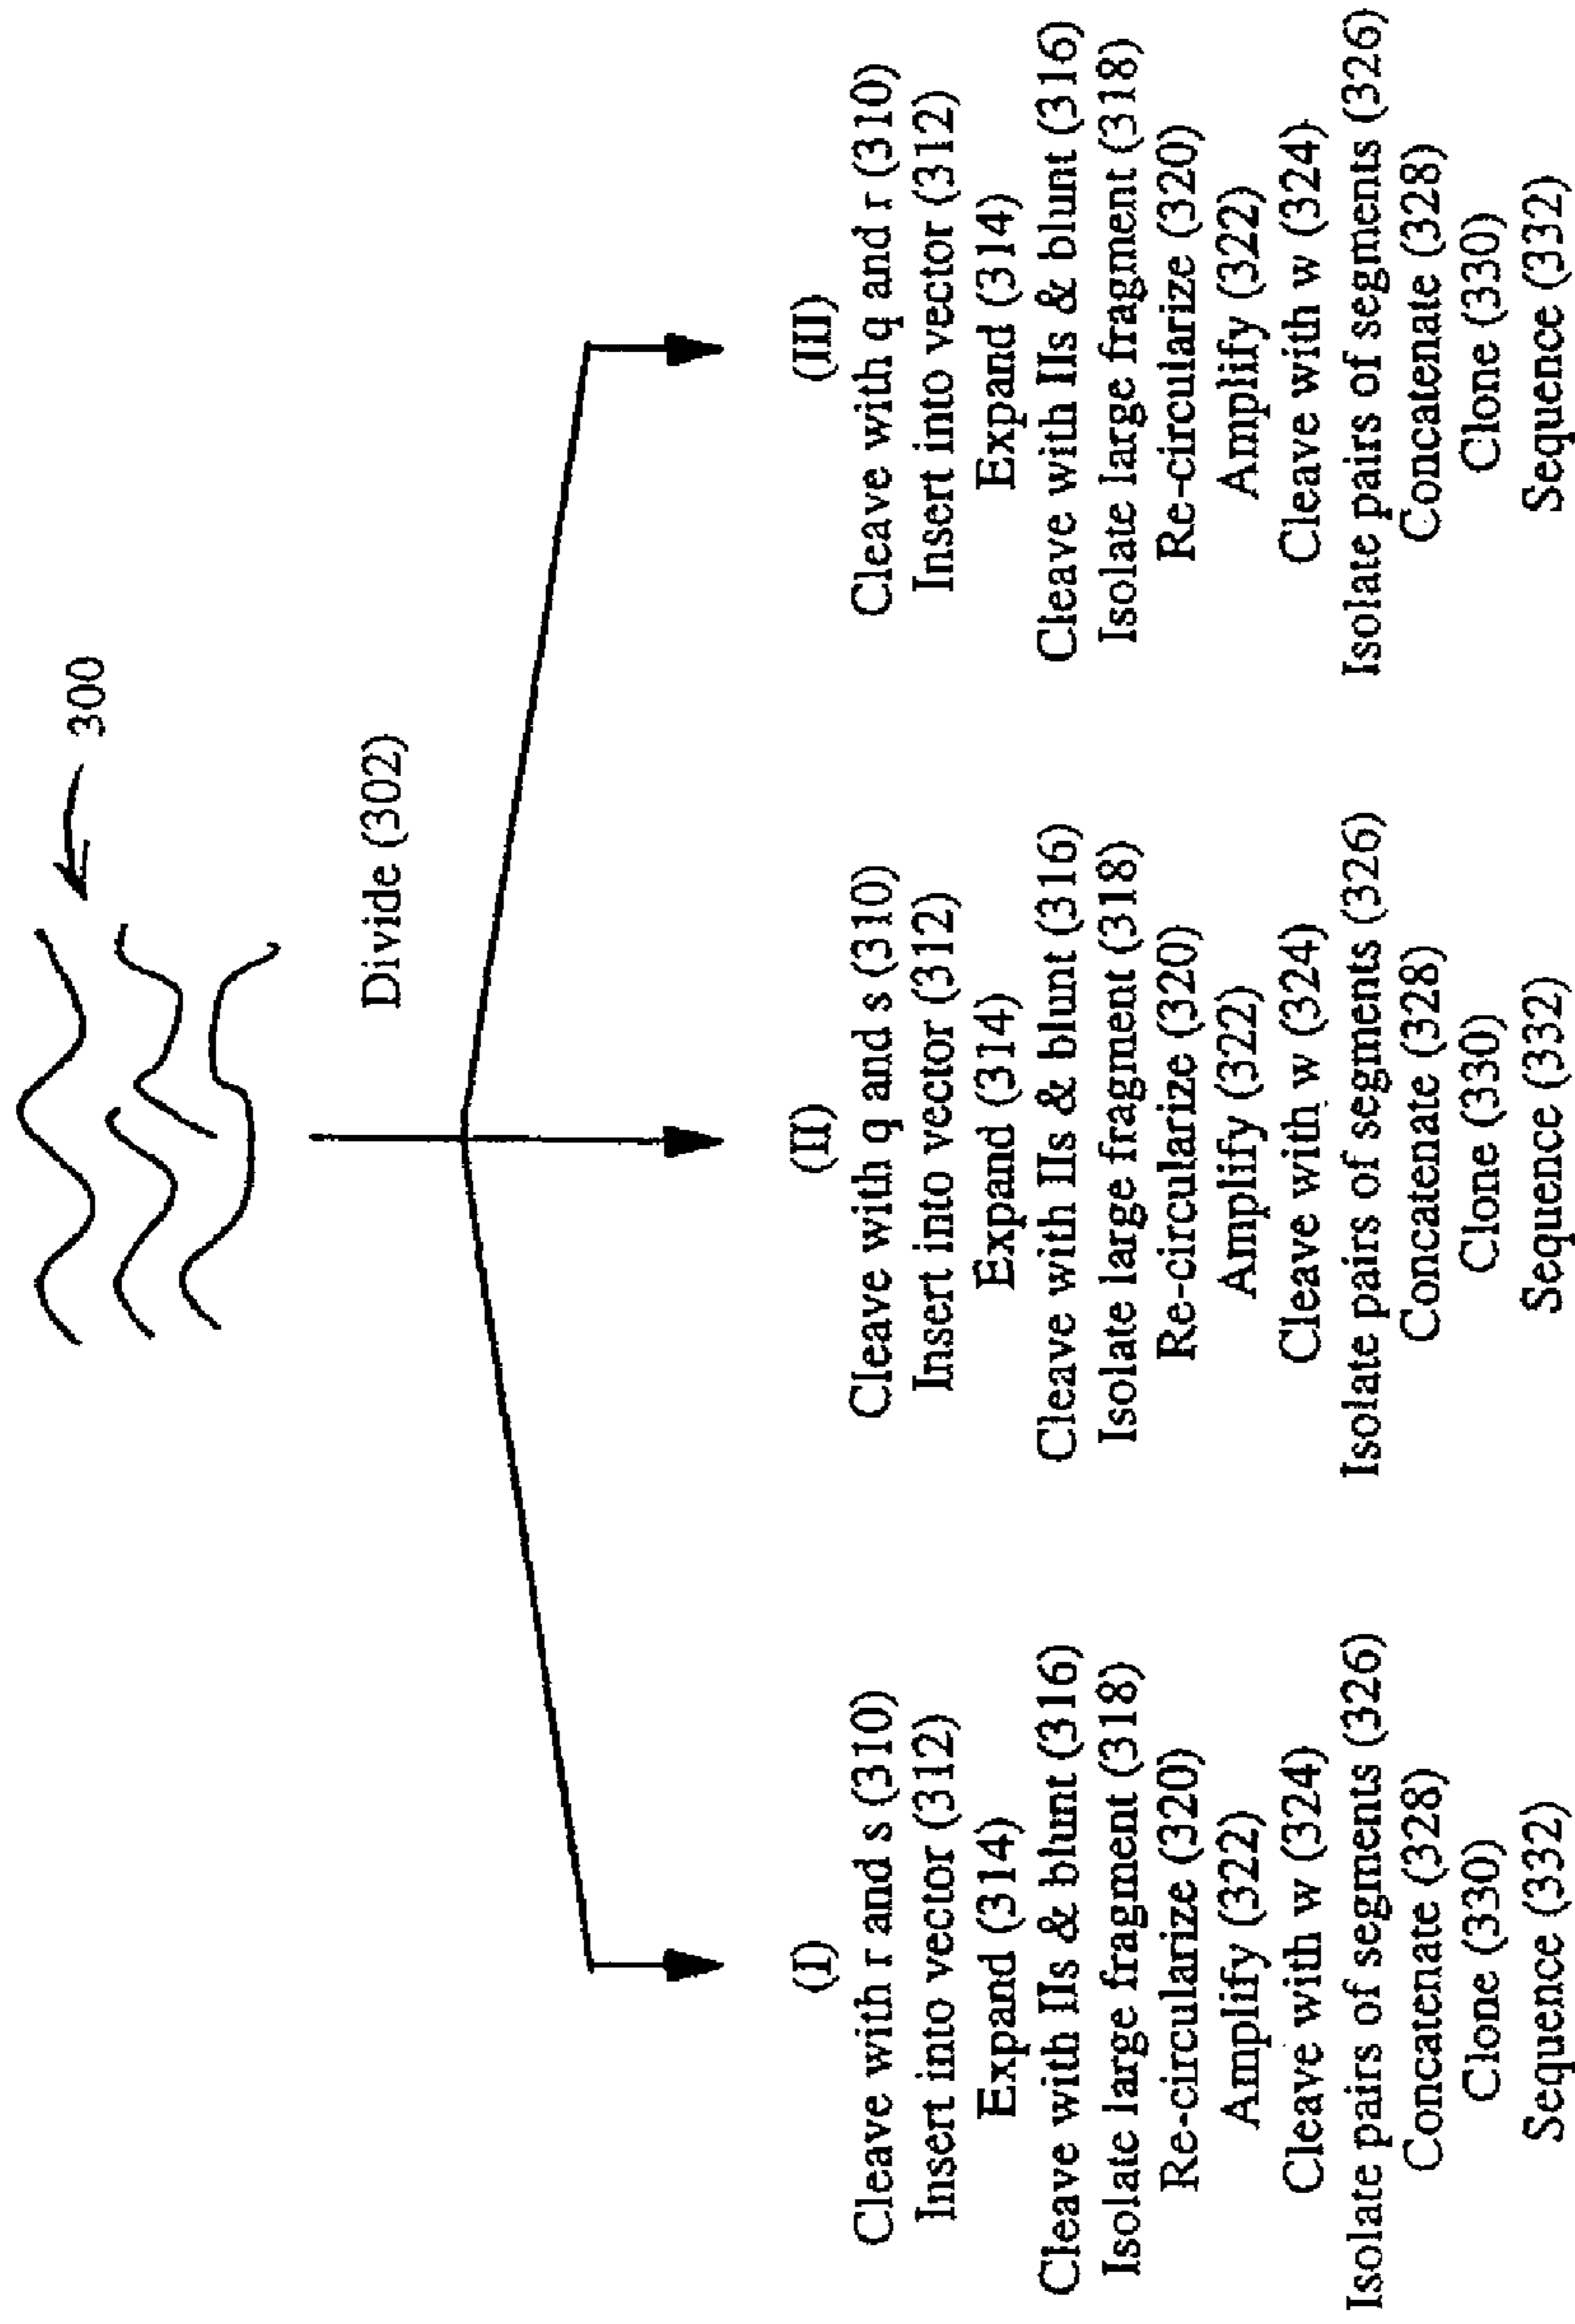 300
Divide (302)
(I)
Cleave with r and s (310)
Insert into vector (312)
Expand (314)
Cleave with IIs & blunt (316)
Isolate large fragment (318)
Re-circularize (320)
Amplify (322)
Cleave with w (324)
Isolate pairs of segments (326)
Concatenate (328)
Clone (330)
Sequence (332)
(II)
Cleave with q and s (310)
Insert into vector (312)
Expand (314)
Cleave with IIs & blunt (316)
Isolate large fragment (318)
Re-circularize (320)
Amplify (322)
Cleave with w (324)
Isolate pairs of segments (326)
Concatenate (328)
Clone (330)
Sequence (332)
(III)
Cleave with q and r (310)
Insert into vector (312)
Expand (314)
Cleave with IIs & blunt (316)
Isolate large fragment (318)
Re-circularize (320)
Amplify (322)
Cleave with w (324)
Isolate pairs of segments (326)
Concatenate (328)
Clone (330)
Sequence (332)